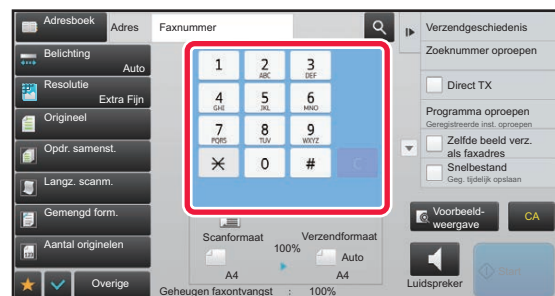 Adresboek
Adres
Faxnummer
Verzendgeschiedenis
Belichting
Auto
Zoeknummer oproepen
Resolutie
Extra Fijn
Direct TX
Origineel
Programma oproepen
Geregistreerde inst. oproepen
Opdr. samenst.
Zelfde beeld verz.
als faxadres
Langz. scanm.
Snelbestand
Geg. tijdelijk opslaan
Gemengd form.
Aantal originelen
Overige
1
2
ABC
3
DEF
4
GHI
5
JKL
6
MNO
7
PQRS
8
TUV
9
WXYZ
0
#
C
Scanformaat
100%
Verzendformaat
Auto
A4
A4
Geheugen faxontvangst : 100%
Voorbeeld-
weergave
CA
Luidspreker
Start